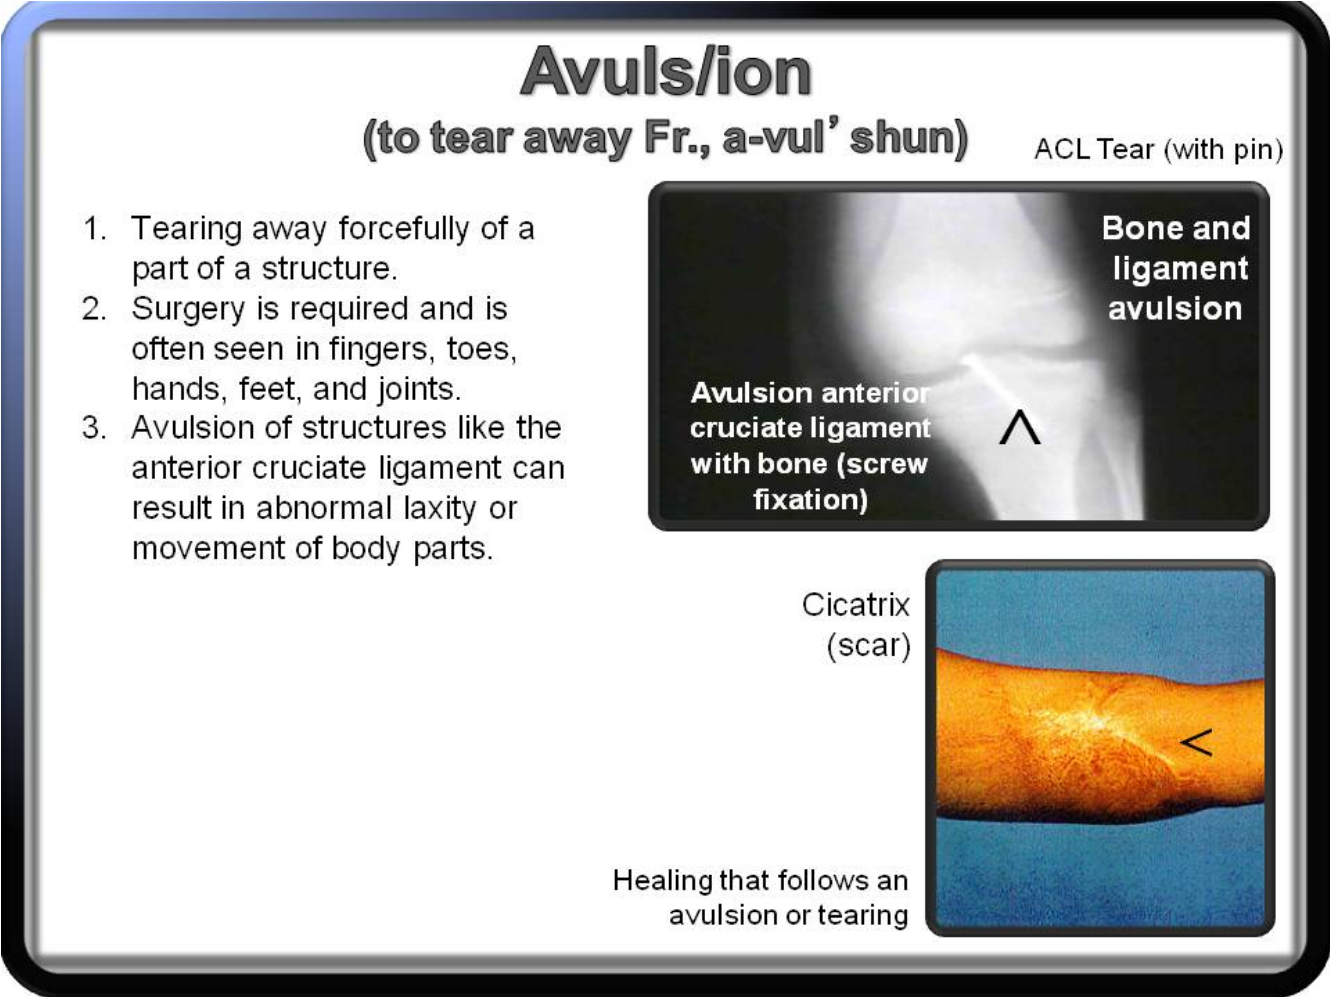 Avuls/ion
(to tear away Fr., a-vul’ shun)
ACL Tear (with pin)
1. Tearing away forcefully of a
part of a structure.
2. Surgery is required and is
often seen in fingers, toes,
hands, feet, and joints.
3. Avulsion of structures like the
anterior cruciate ligament can
result in abnormal laxity or
movement of body parts.
Bone and
ligament
avulsion
Avulsion anterior
cruciate ligament
with bone (screw
fixation)
<
Cicatrix
(scar)
<
Healing that follows an
avulsion or tearing